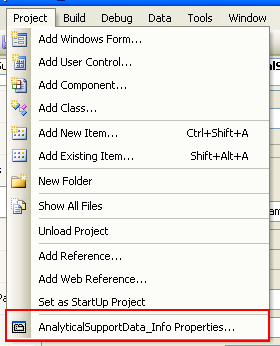 Project Build Debug Data Tools Window
Add Windows Form...
Add User Control...
Add Component...
Add Class...
Add New Item... Ctrl+Shift+A
Add Existing Item... Shift+Alt+A
New Folder
Show All Files
Unload Project
Add Reference...
Add Web Reference...
Set as StartUp Project
AnalyticalSupportData_Info Properties...